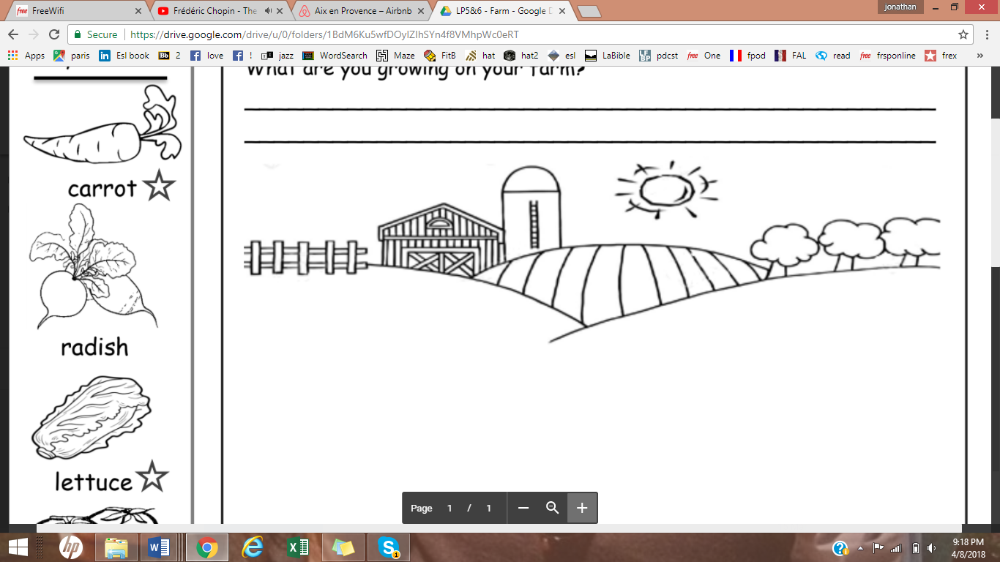 FreeWifi
Frédéric Chopin - The
Aix en Provence – Airbnb
LP5&6 - Farm - Google D
jonathan
Secure
https://drive.google.com/drive/u/0/folders/1BdM6Ku5wfDOylZIhSYn4f8VMhpWc0eRT
Apps
paris
Esl book
2
love
!
jazz
WordSearch
Maze
FitB
hat
hat2
esl
LaBible
pdcst
One
fpod
FAL
read
frsponline
frex
»
What are you growing on your farm?
carrot
radish
lettuce
Page 1 / 1
9:18 PM
4/8/2018